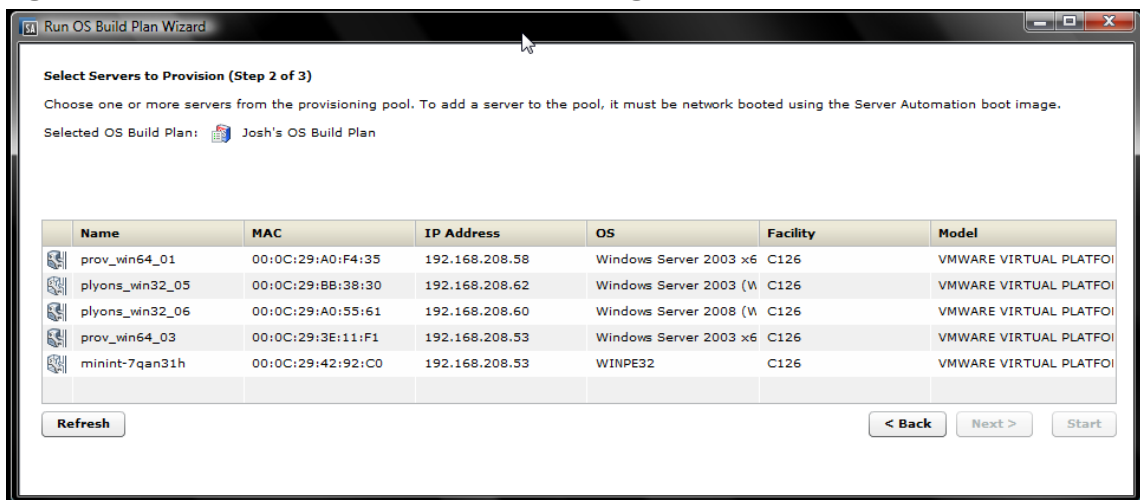 SA Run OS Build Plan Wizard
Select Servers to Provision (Step 2 of 3)
Choose one or more servers from the provisioning pool. To add a server to the pool, it must be network booted using the Server Automation boot image.
Selected OS Build Plan: Josh's OS Build Plan
Name MAC IP Address OS Facility Model
prov_win64_01 00:0C:29:A0:F4:35 192.168.208.58 Windows Server 2003 x6 C126 VMWARE VIRTUAL PLATFOI
plyons_win32_05 00:0C:29:BB:38:30 192.168.208.62 Windows Server 2003 (W C126 VMWARE VIRTUAL PLATFOI
plyons_win32_06 00:0C:29:A0:55:61 192.168.208.60 Windows Server 2008 (W C126 VMWARE VIRTUAL PLATFOI
prov_win64_03 00:0C:29:3E:11:F1 192.168.208.53 Windows Server 2003 x6 C126 VMWARE VIRTUAL PLATFOI
minint-7qan31h 00:0C:29:42:92:C0 192.168.208.53 WINPE32 C126 VMWARE VIRTUAL PLATFOI
Refresh < Back Next > Start